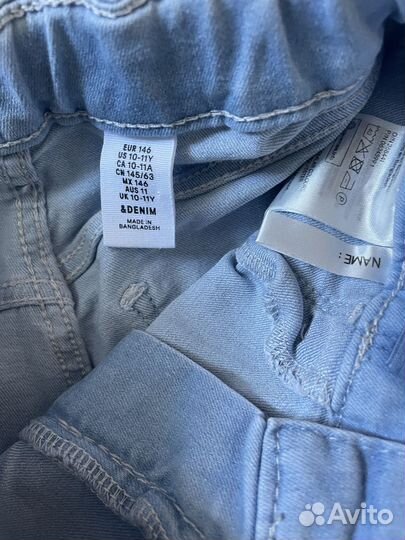 EUR 146
US 10-11Y
CA 10-11A
CN 145/63
MX 146
AUS 11
UK 10-11Y
&DENIM
MADE IN
BANGLADESH
NAME:
Avito